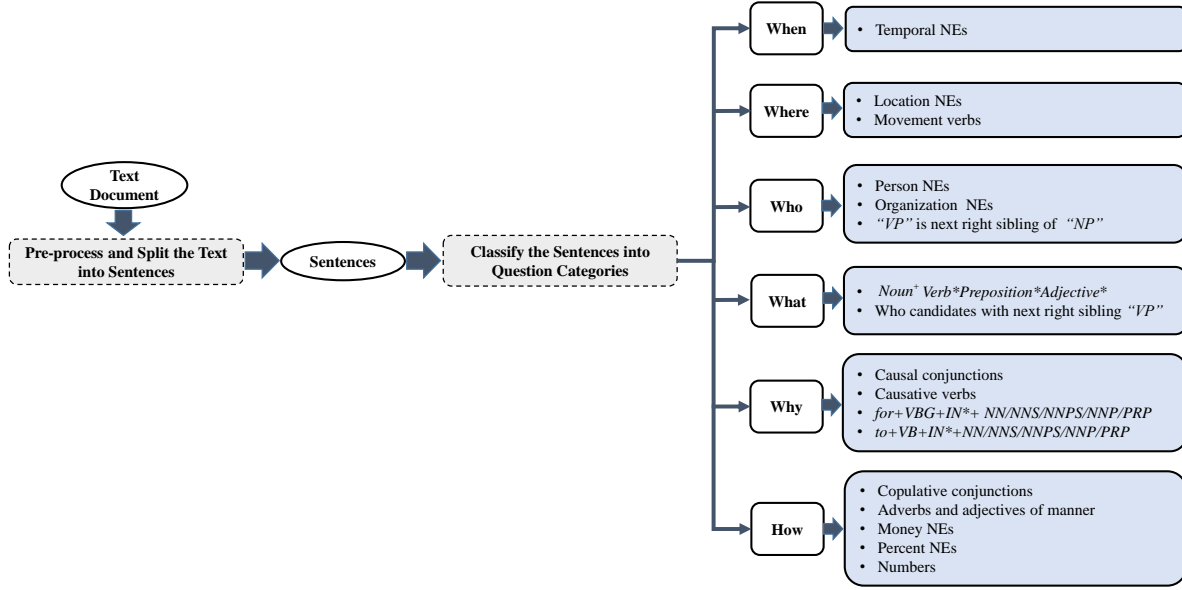 Text
Document
Pre-process and Split the Text
into Sentences
Sentences
Classify the Sentences into
Question Categories
When
• Temporal NEs
Where
• Location NEs
• Movement verbs
Who
• Person NEs
• Organization NEs
• “VP” is next right sibling of “NP”
What
• Noun⁺ Verb*Preposition*Adjective*
• Who candidates with next right sibling “VP”
Why
• Causal conjunctions
• Causative verbs
• for+VBG+IN*+ NN/NNS/NNPS/NNP/PRP
• to+VB+IN*+NN/NNS/NNPS/NNP/PRP
How
• Copulative conjunctions
• Adverbs and adjectives of manner
• Money NEs
• Percent NEs
• Numbers